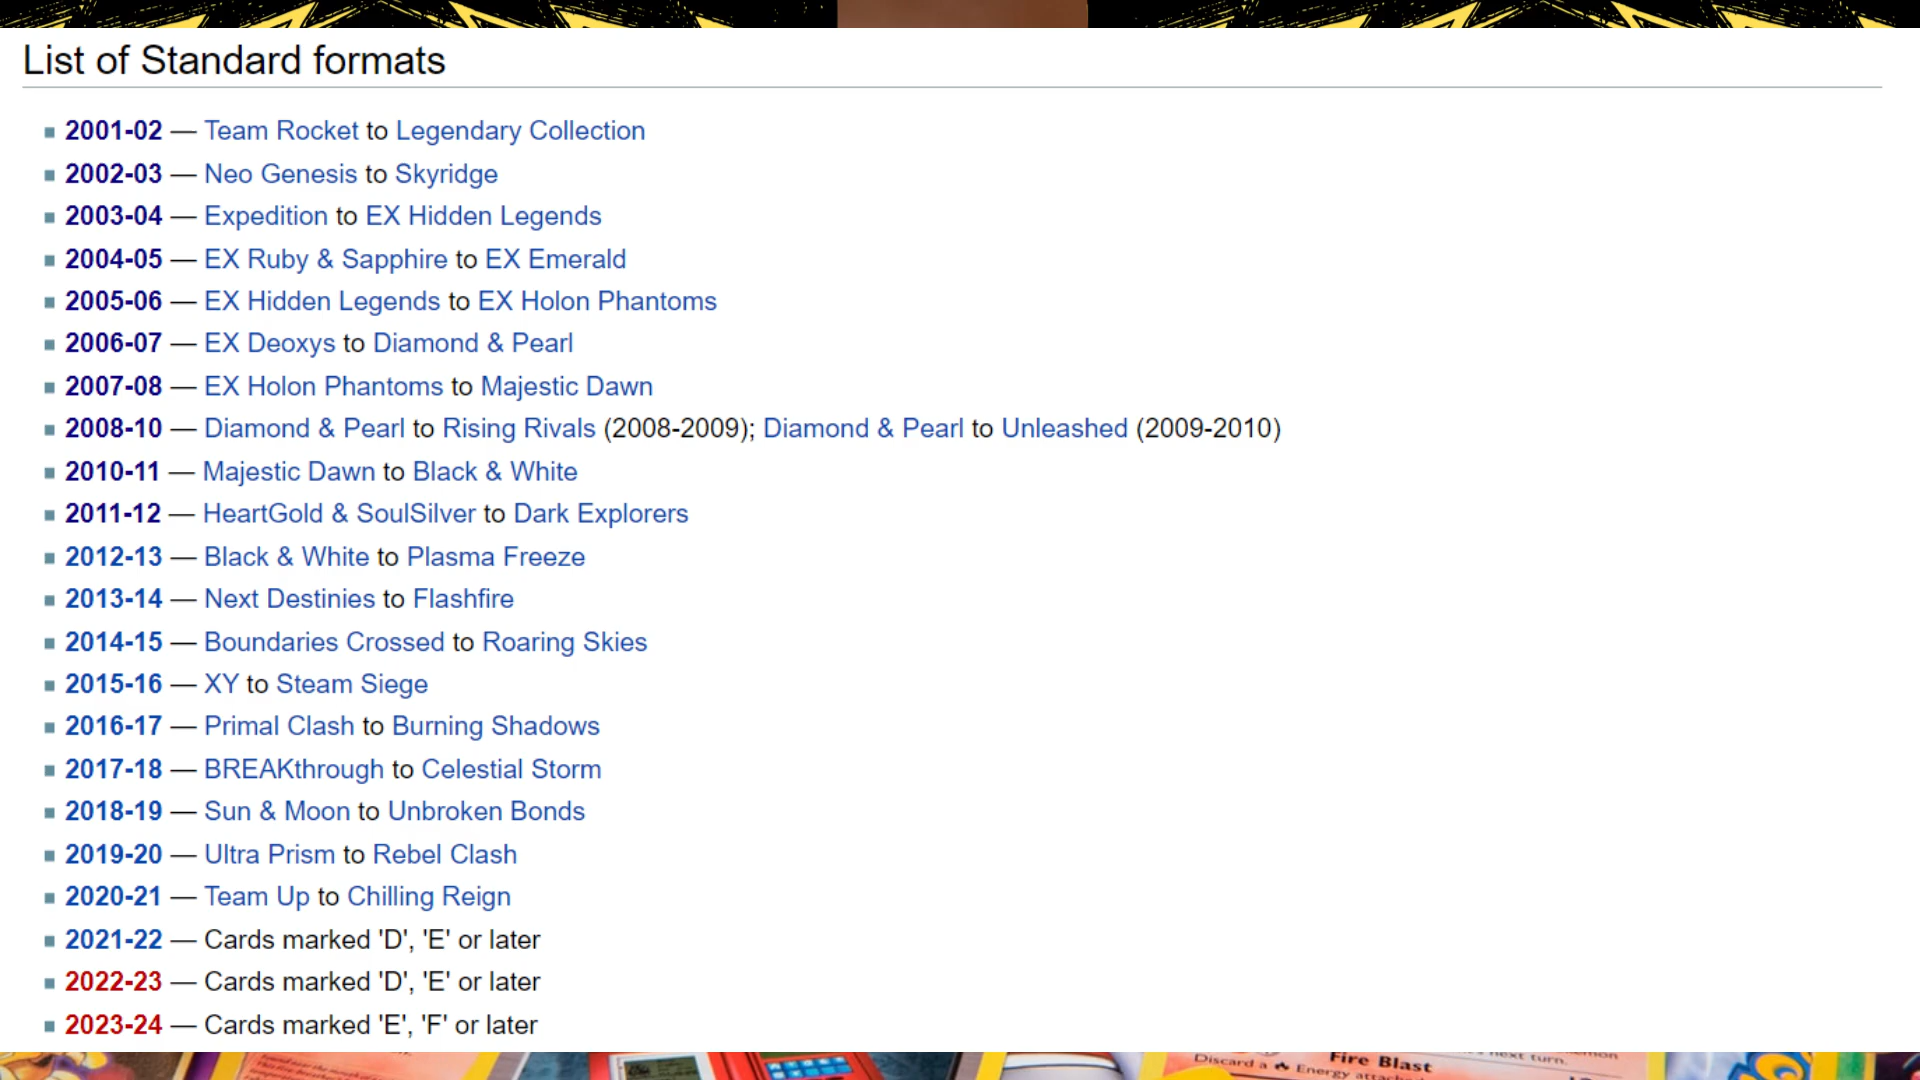 List of Standard formats
2001-02 — Team Rocket to Legendary Collection
2002-03 — Neo Genesis to Skyridge
2003-04 — Expedition to EX Hidden Legends
2004-05 — EX Ruby & Sapphire to EX Emerald
2005-06 — EX Hidden Legends to EX Holon Phantoms
2006-07 — EX Deoxys to Diamond & Pearl
2007-08 — EX Holon Phantoms to Majestic Dawn
2008-10 — Diamond & Pearl to Rising Rivals (2008-2009); Diamond & Pearl to Unleashed (2009-2010)
2010-11 — Majestic Dawn to Black & White
2011-12 — HeartGold & SoulSilver to Dark Explorers
2012-13 — Black & White to Plasma Freeze
2013-14 — Next Destinies to Flashfire
2014-15 — Boundaries Crossed to Roaring Skies
2015-16 — XY to Steam Siege
2016-17 — Primal Clash to Burning Shadows
2017-18 — BREAKthrough to Celestial Storm
2018-19 — Sun & Moon to Unbroken Bonds
2019-20 — Ultra Prism to Rebel Clash
2020-21 — Team Up to Chilling Reign
2021-22 — Cards marked 'D', 'E' or later
2022-23 — Cards marked 'D', 'E' or later
2023-24 — Cards marked 'E', 'F' or later
Fire Blast
next turn.
Discard a Energy